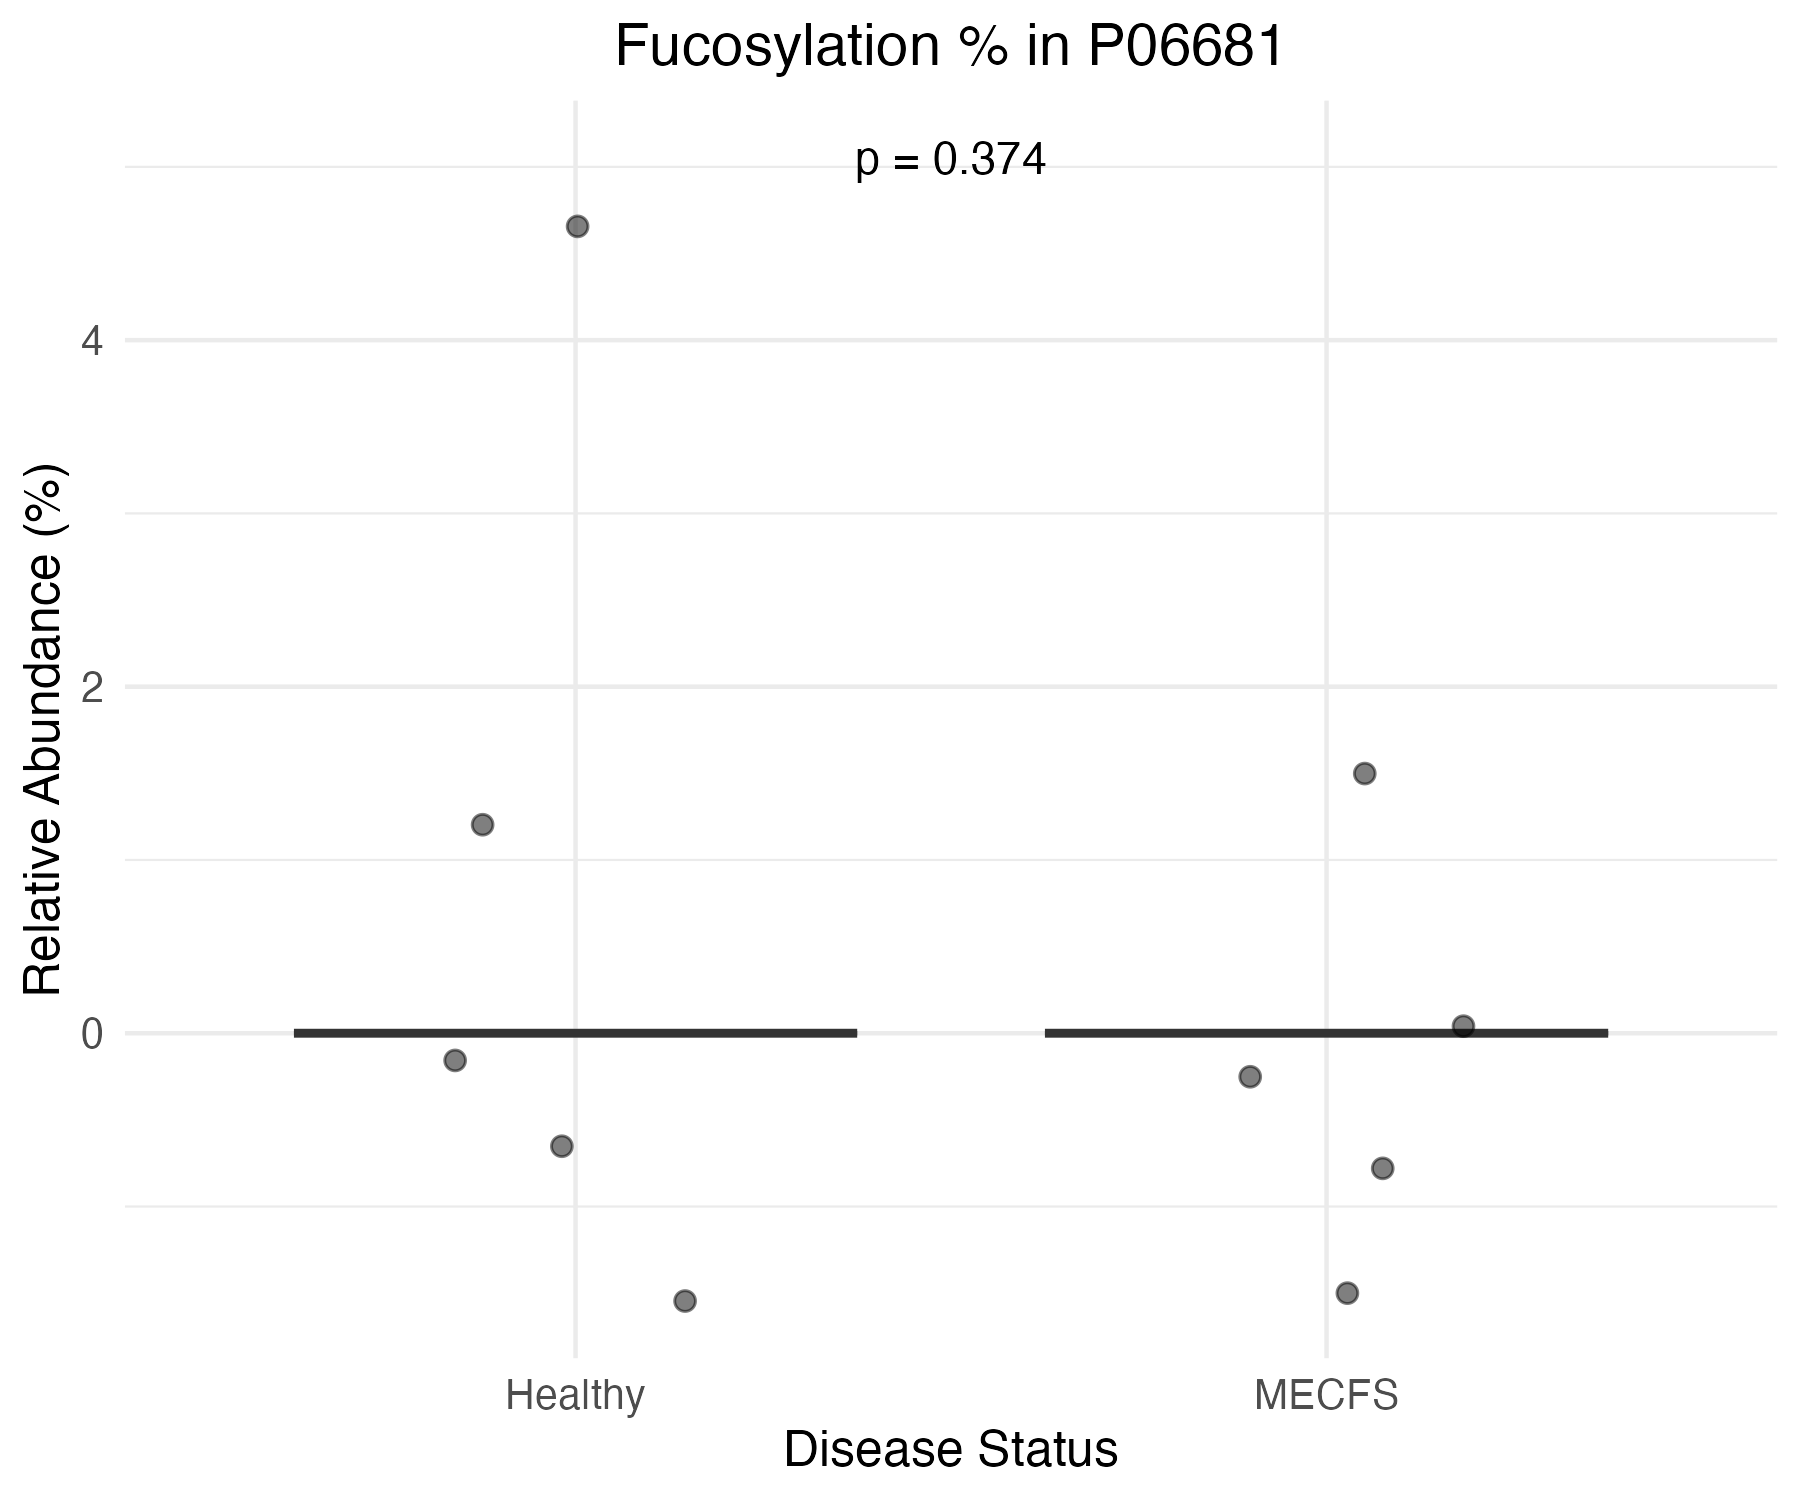 Fucosylation % in P06681
p = 0.374
4
2
0
Relative Abundance (%)
Healthy
MECFS
Disease Status